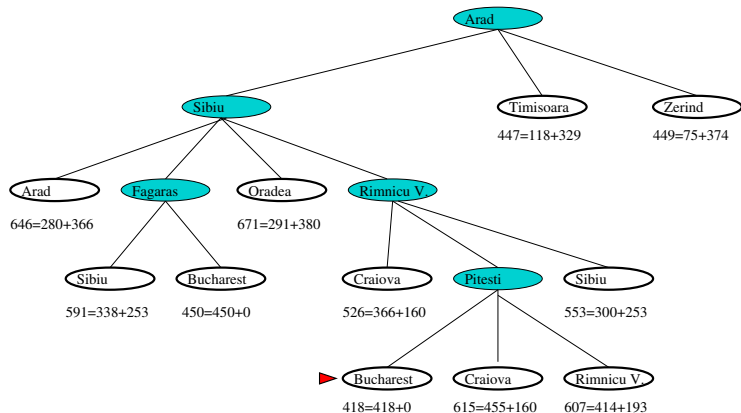 Arad
Sibiu
Timisoara
Zerind
447=118+329
449=75+374
Arad
Fagaras
Oradea
Rimnicu V.
646=280+366
671=291+380
Sibiu
Bucharest
Craiova
Pitesti
Sibiu
591=338+253
450=450+0
526=366+160
553=300+253
Bucharest
Craiova
Rimnicu V.
418=418+0
615=455+160
607=414+193